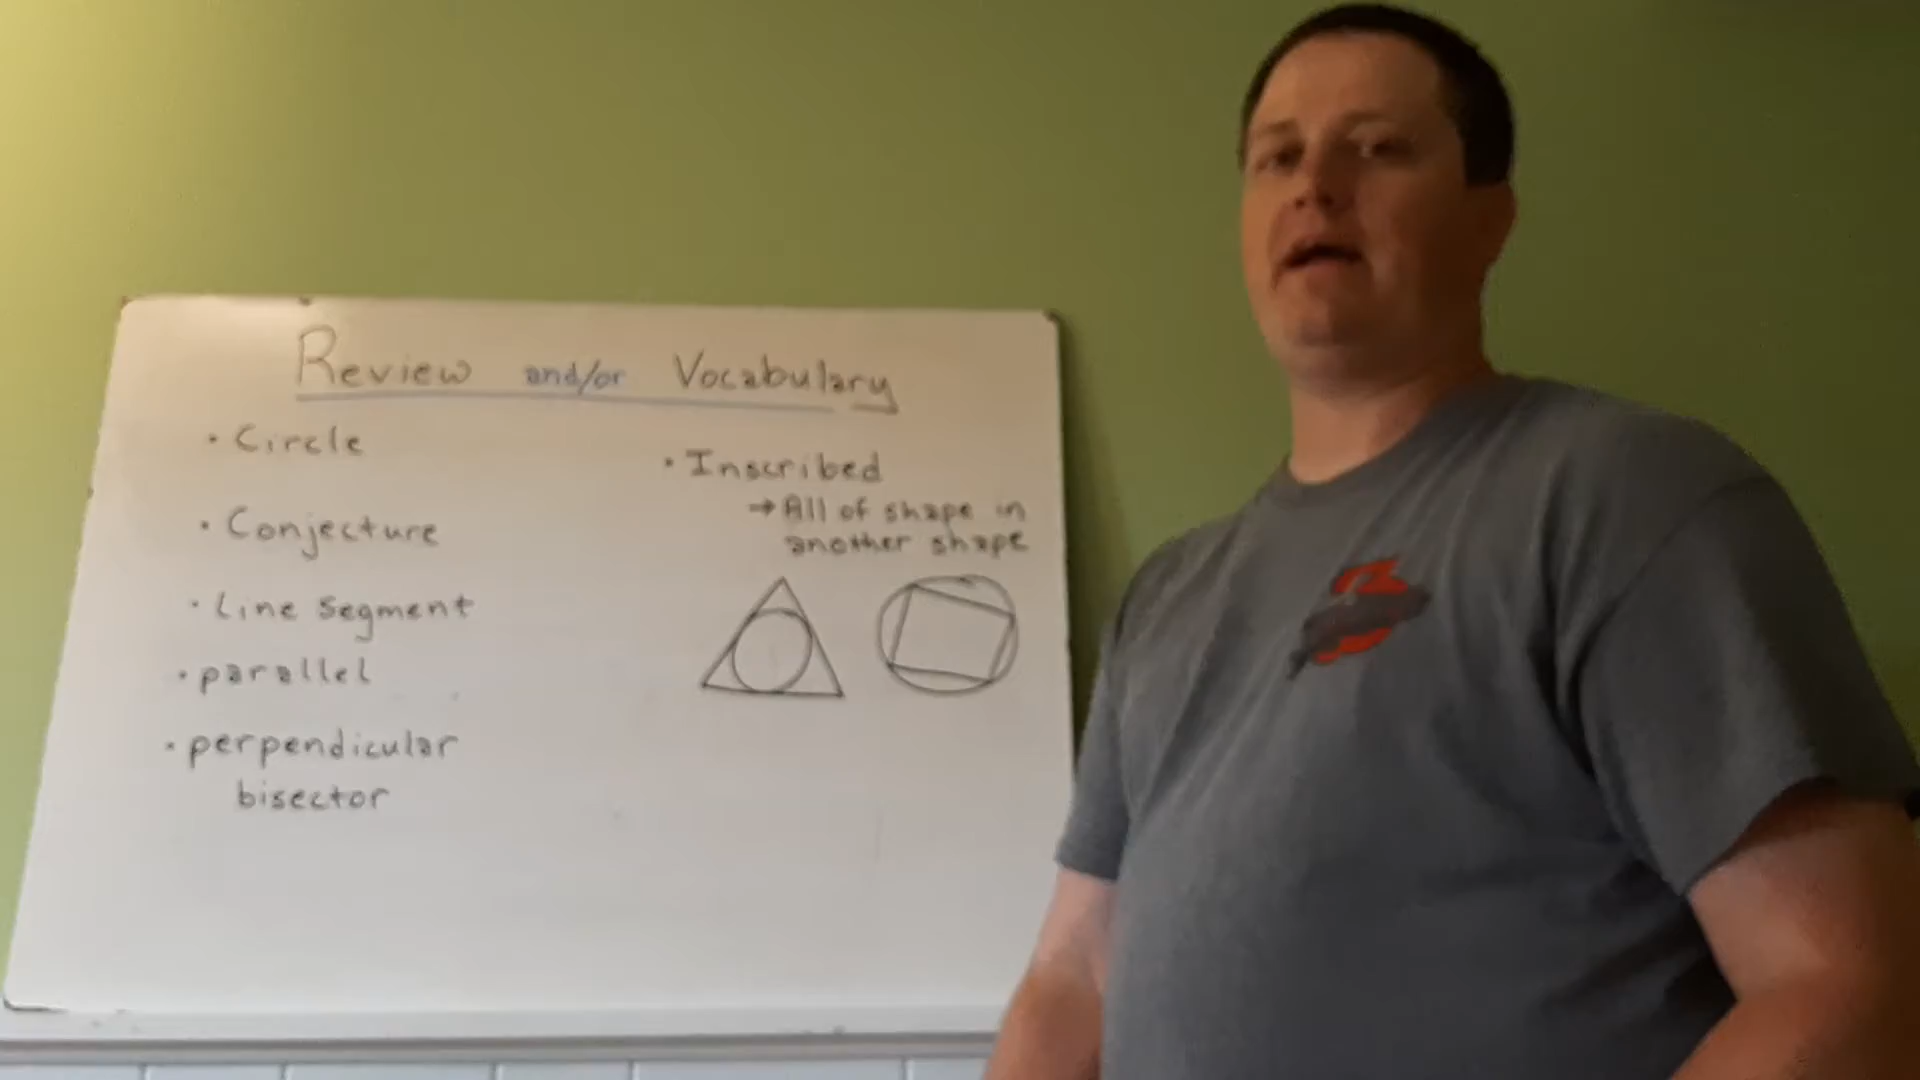 Review and/or Vocabulary
• Circle
• Conjecture
• Line Segment
• parallel
• perpendicular
bisector
• Inscribed
→ All of shape in
another shape